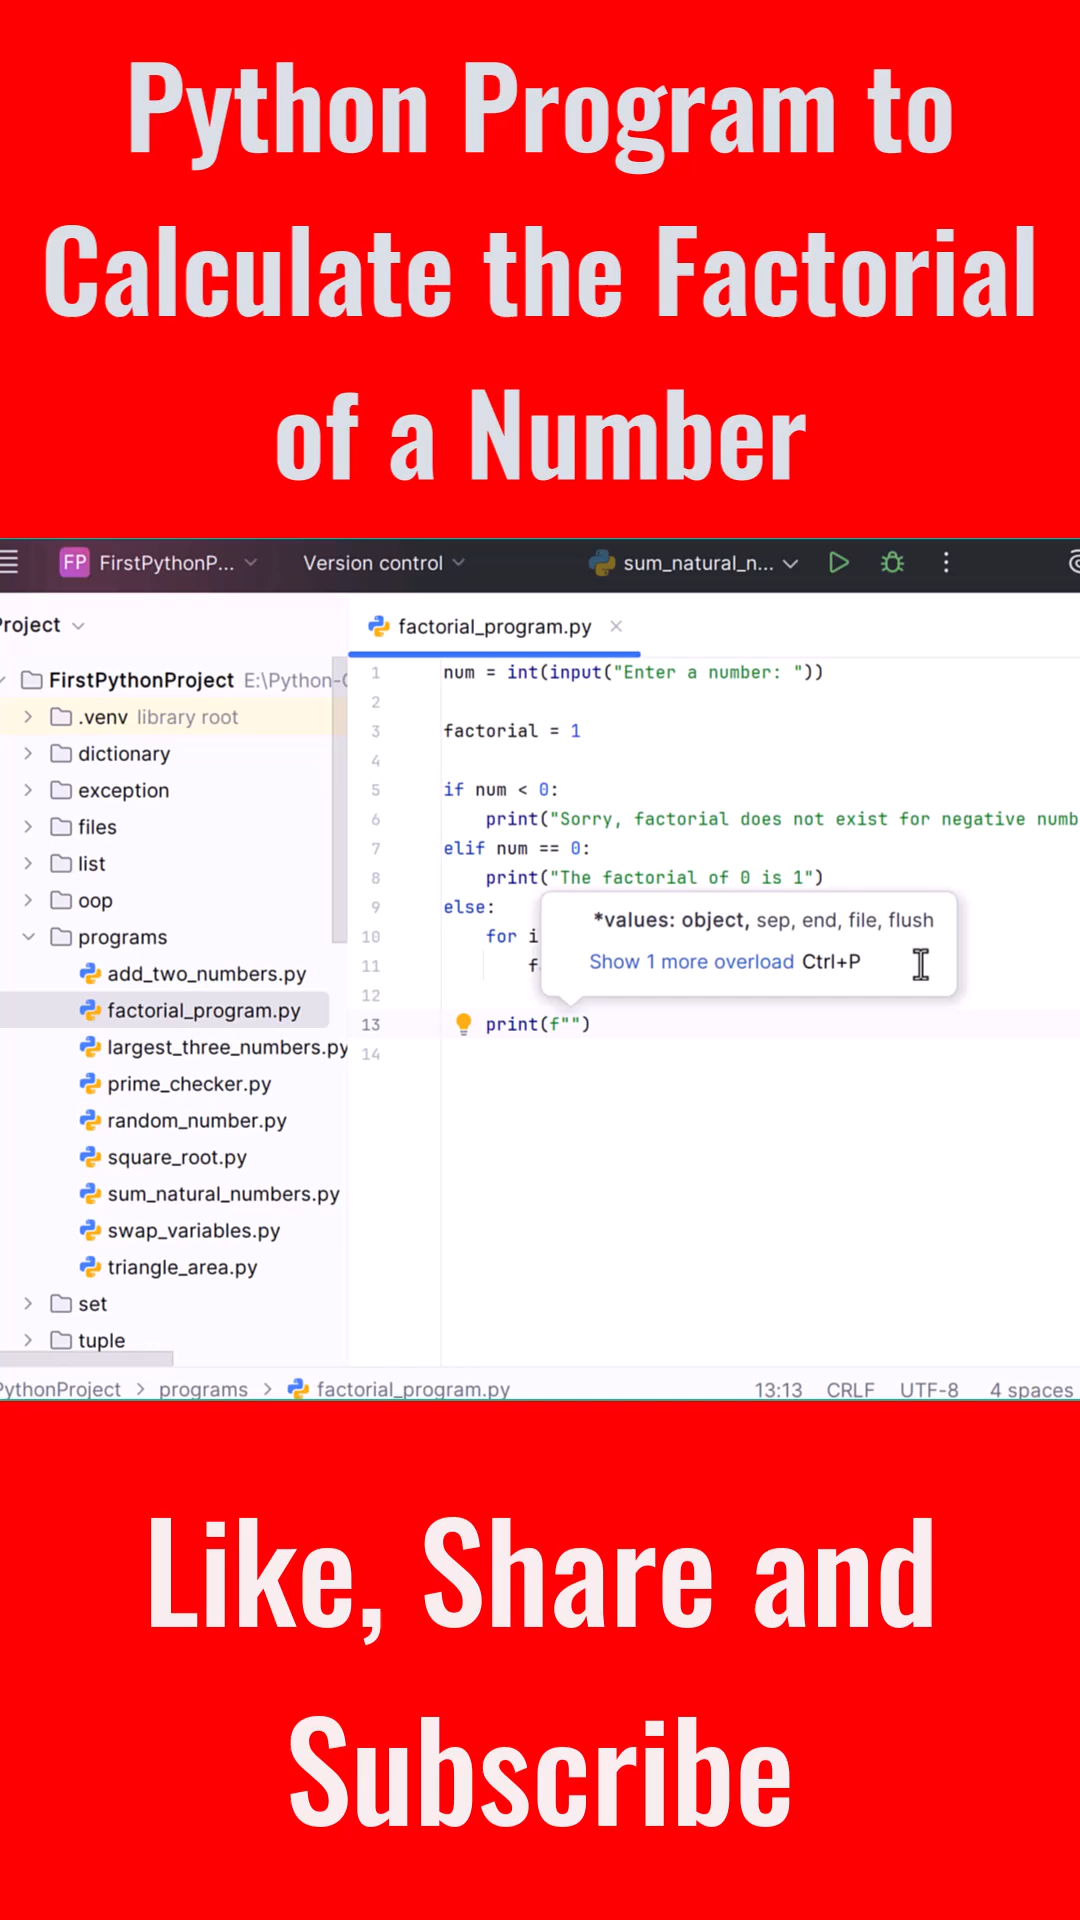 Python Program to
Calculate the Factorial
of a Number
FP FirstPythonP... Version control sum_natural_n...
roject
factorial_program.py
FirstPythonProject E:\Python-
.venv library root
dictionary
exception
files
list
oop
programs
add_two_numbers.py
factorial_program.py
largest_three_numbers.py
prime_checker.py
random_number.py
square_root.py
sum_natural_numbers.py
swap_variables.py
triangle_area.py
set
tuple
1 num = int(input("Enter a number: "))
2
3 factorial = 1
4
5 if num < 0:
6 print("Sorry, factorial does not exist for negative numb
7 elif num == 0:
8 print("The factorial of 0 is 1")
9 else:
*values: object, sep, end, file, flush
10 for i
Show 1 more overload Ctrl+P
11 f
12
13 print(f"")
14
PythonProject > programs > factorial_program.py 13:13 CRLF UTF-8 4 spaces
Like, Share and
Subscribe